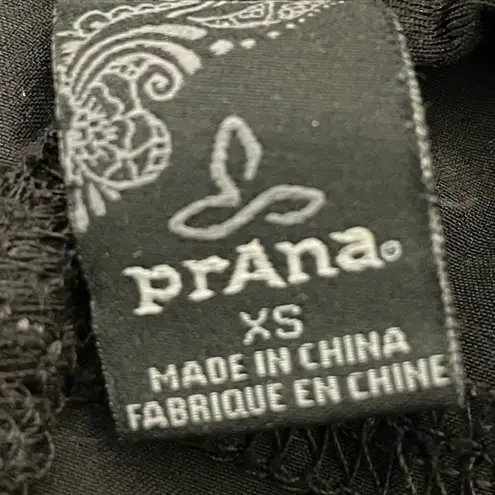 prAna®
XS
MADE IN CHINA
FABRIQUE EN CHINE